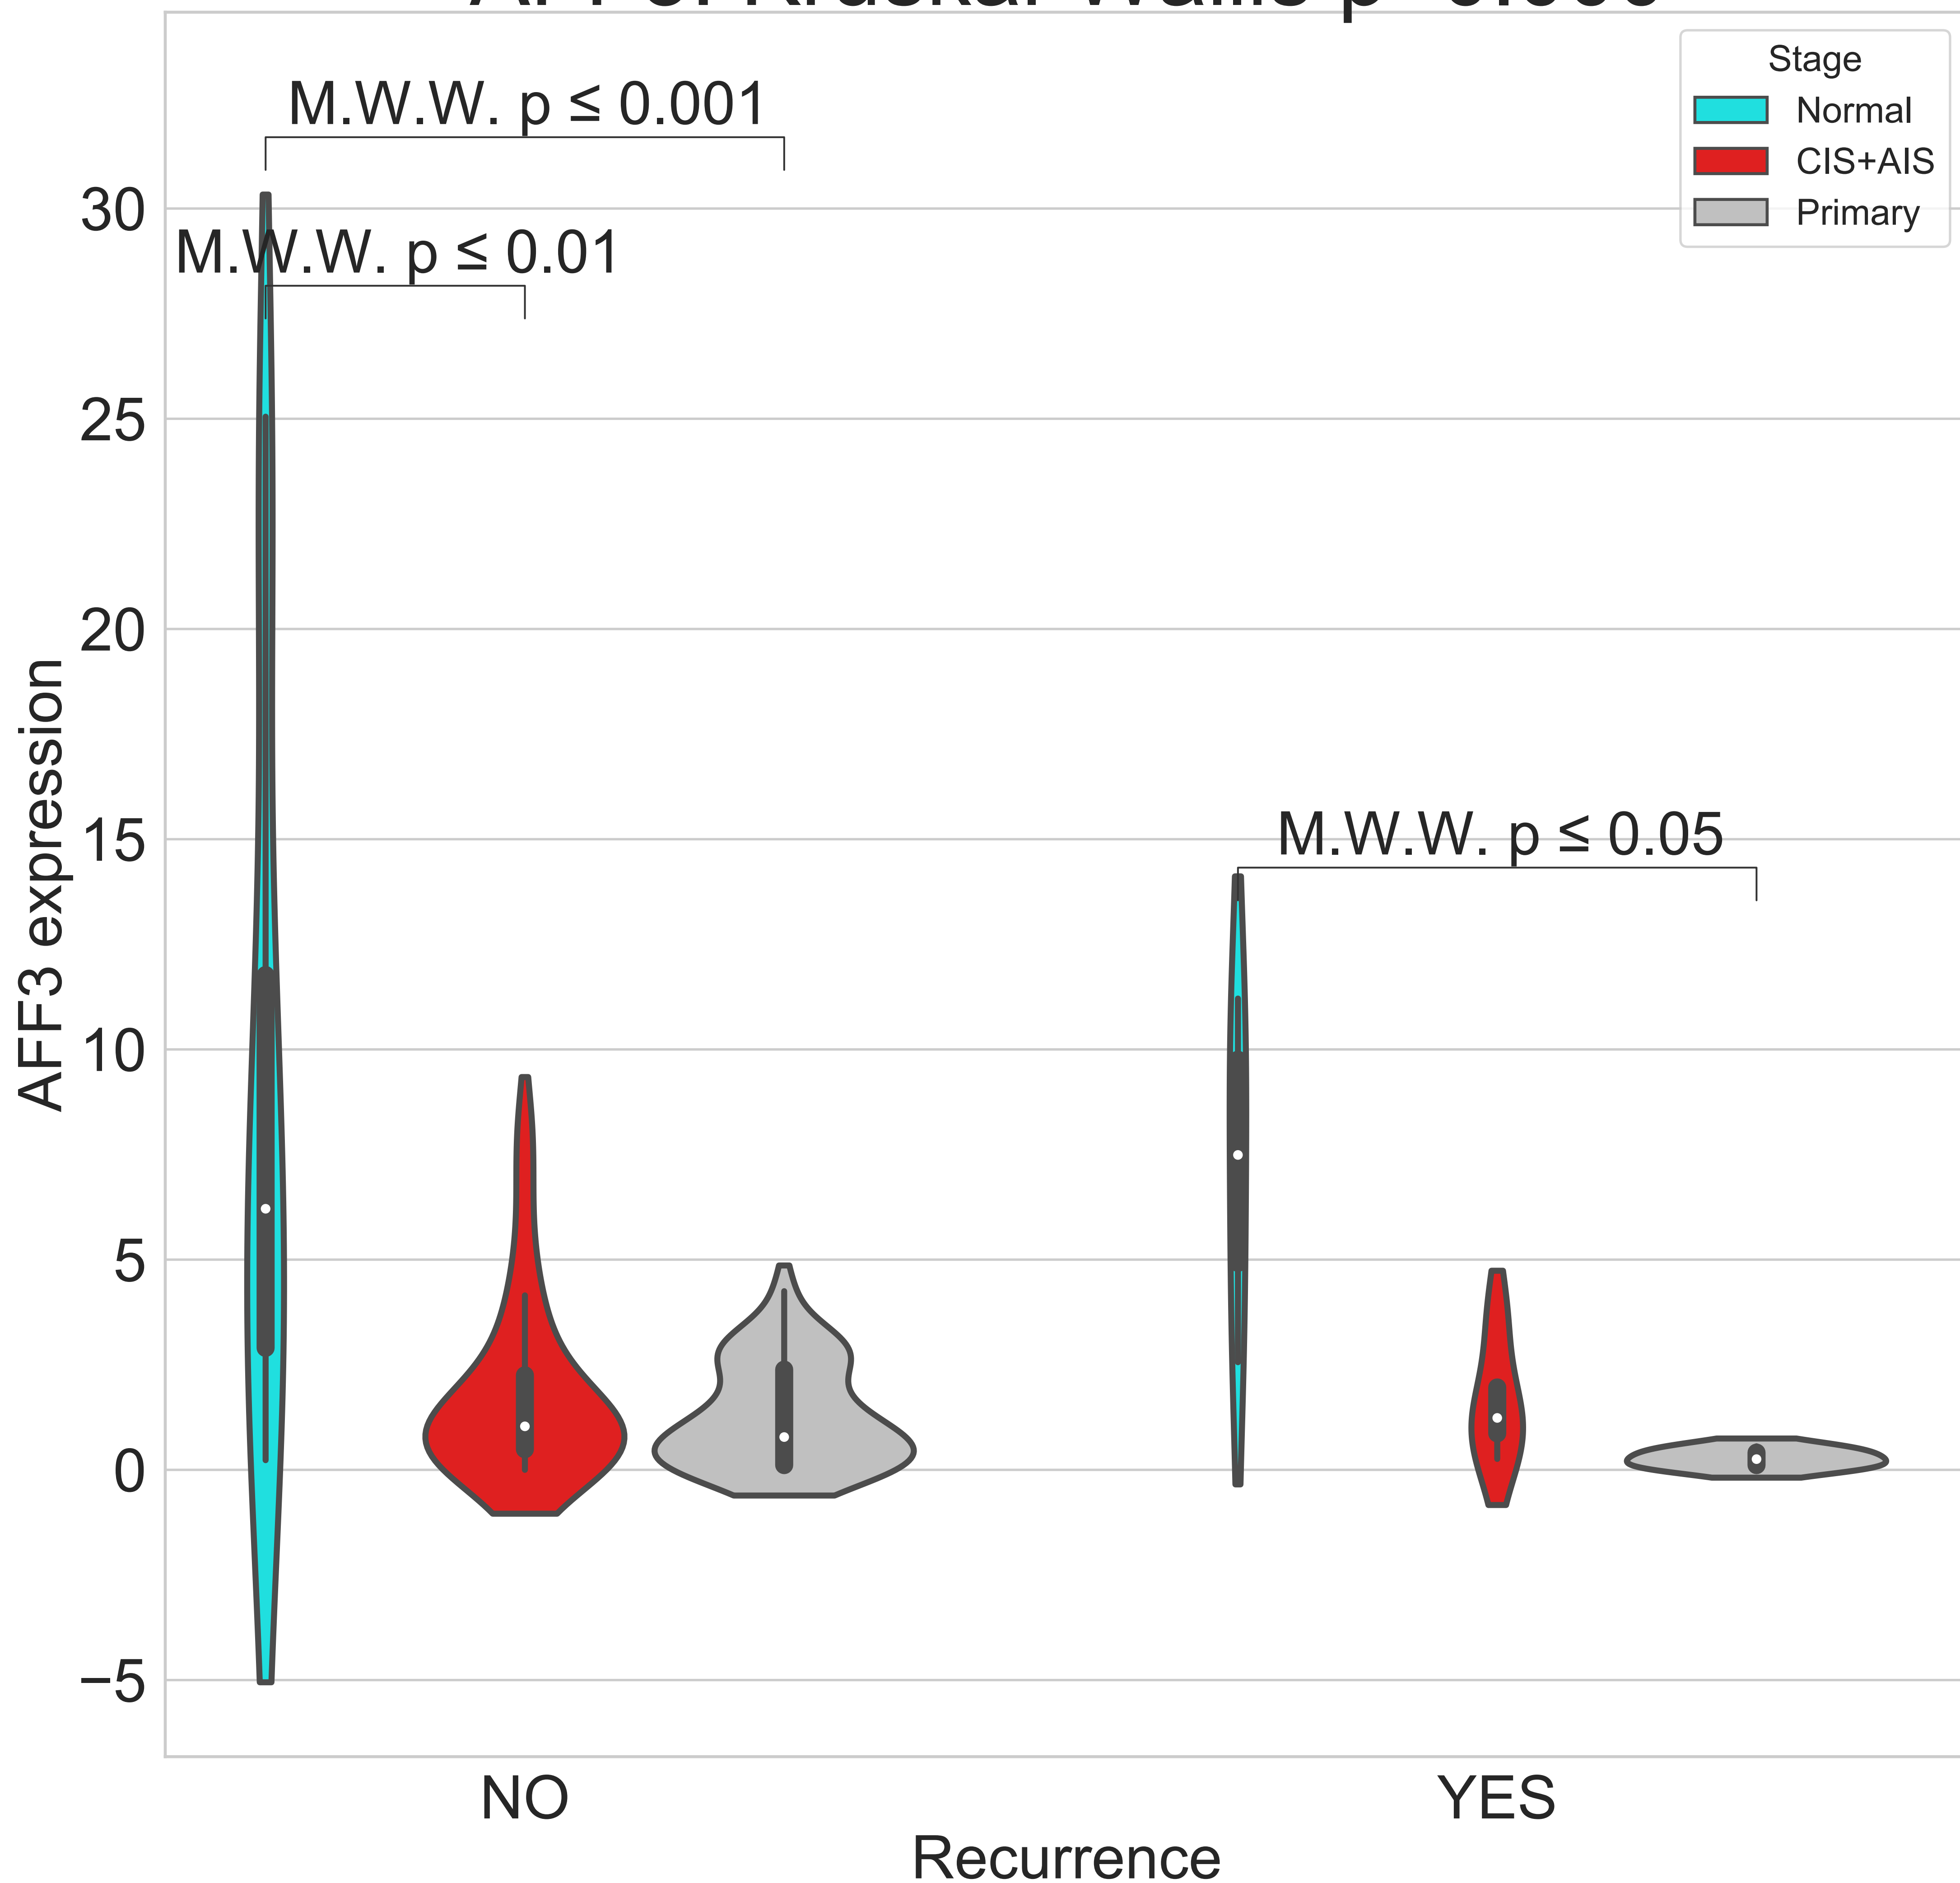 M.W.W. p ≤ 0.001
M.W.W. p ≤ 0.01
M.W.W. p ≤ 0.05
Stage
Normal
CIS+AIS
Primary
30
25
20
15
10
5
0
−5
AFF3 expression
NO
YES
Recurrence